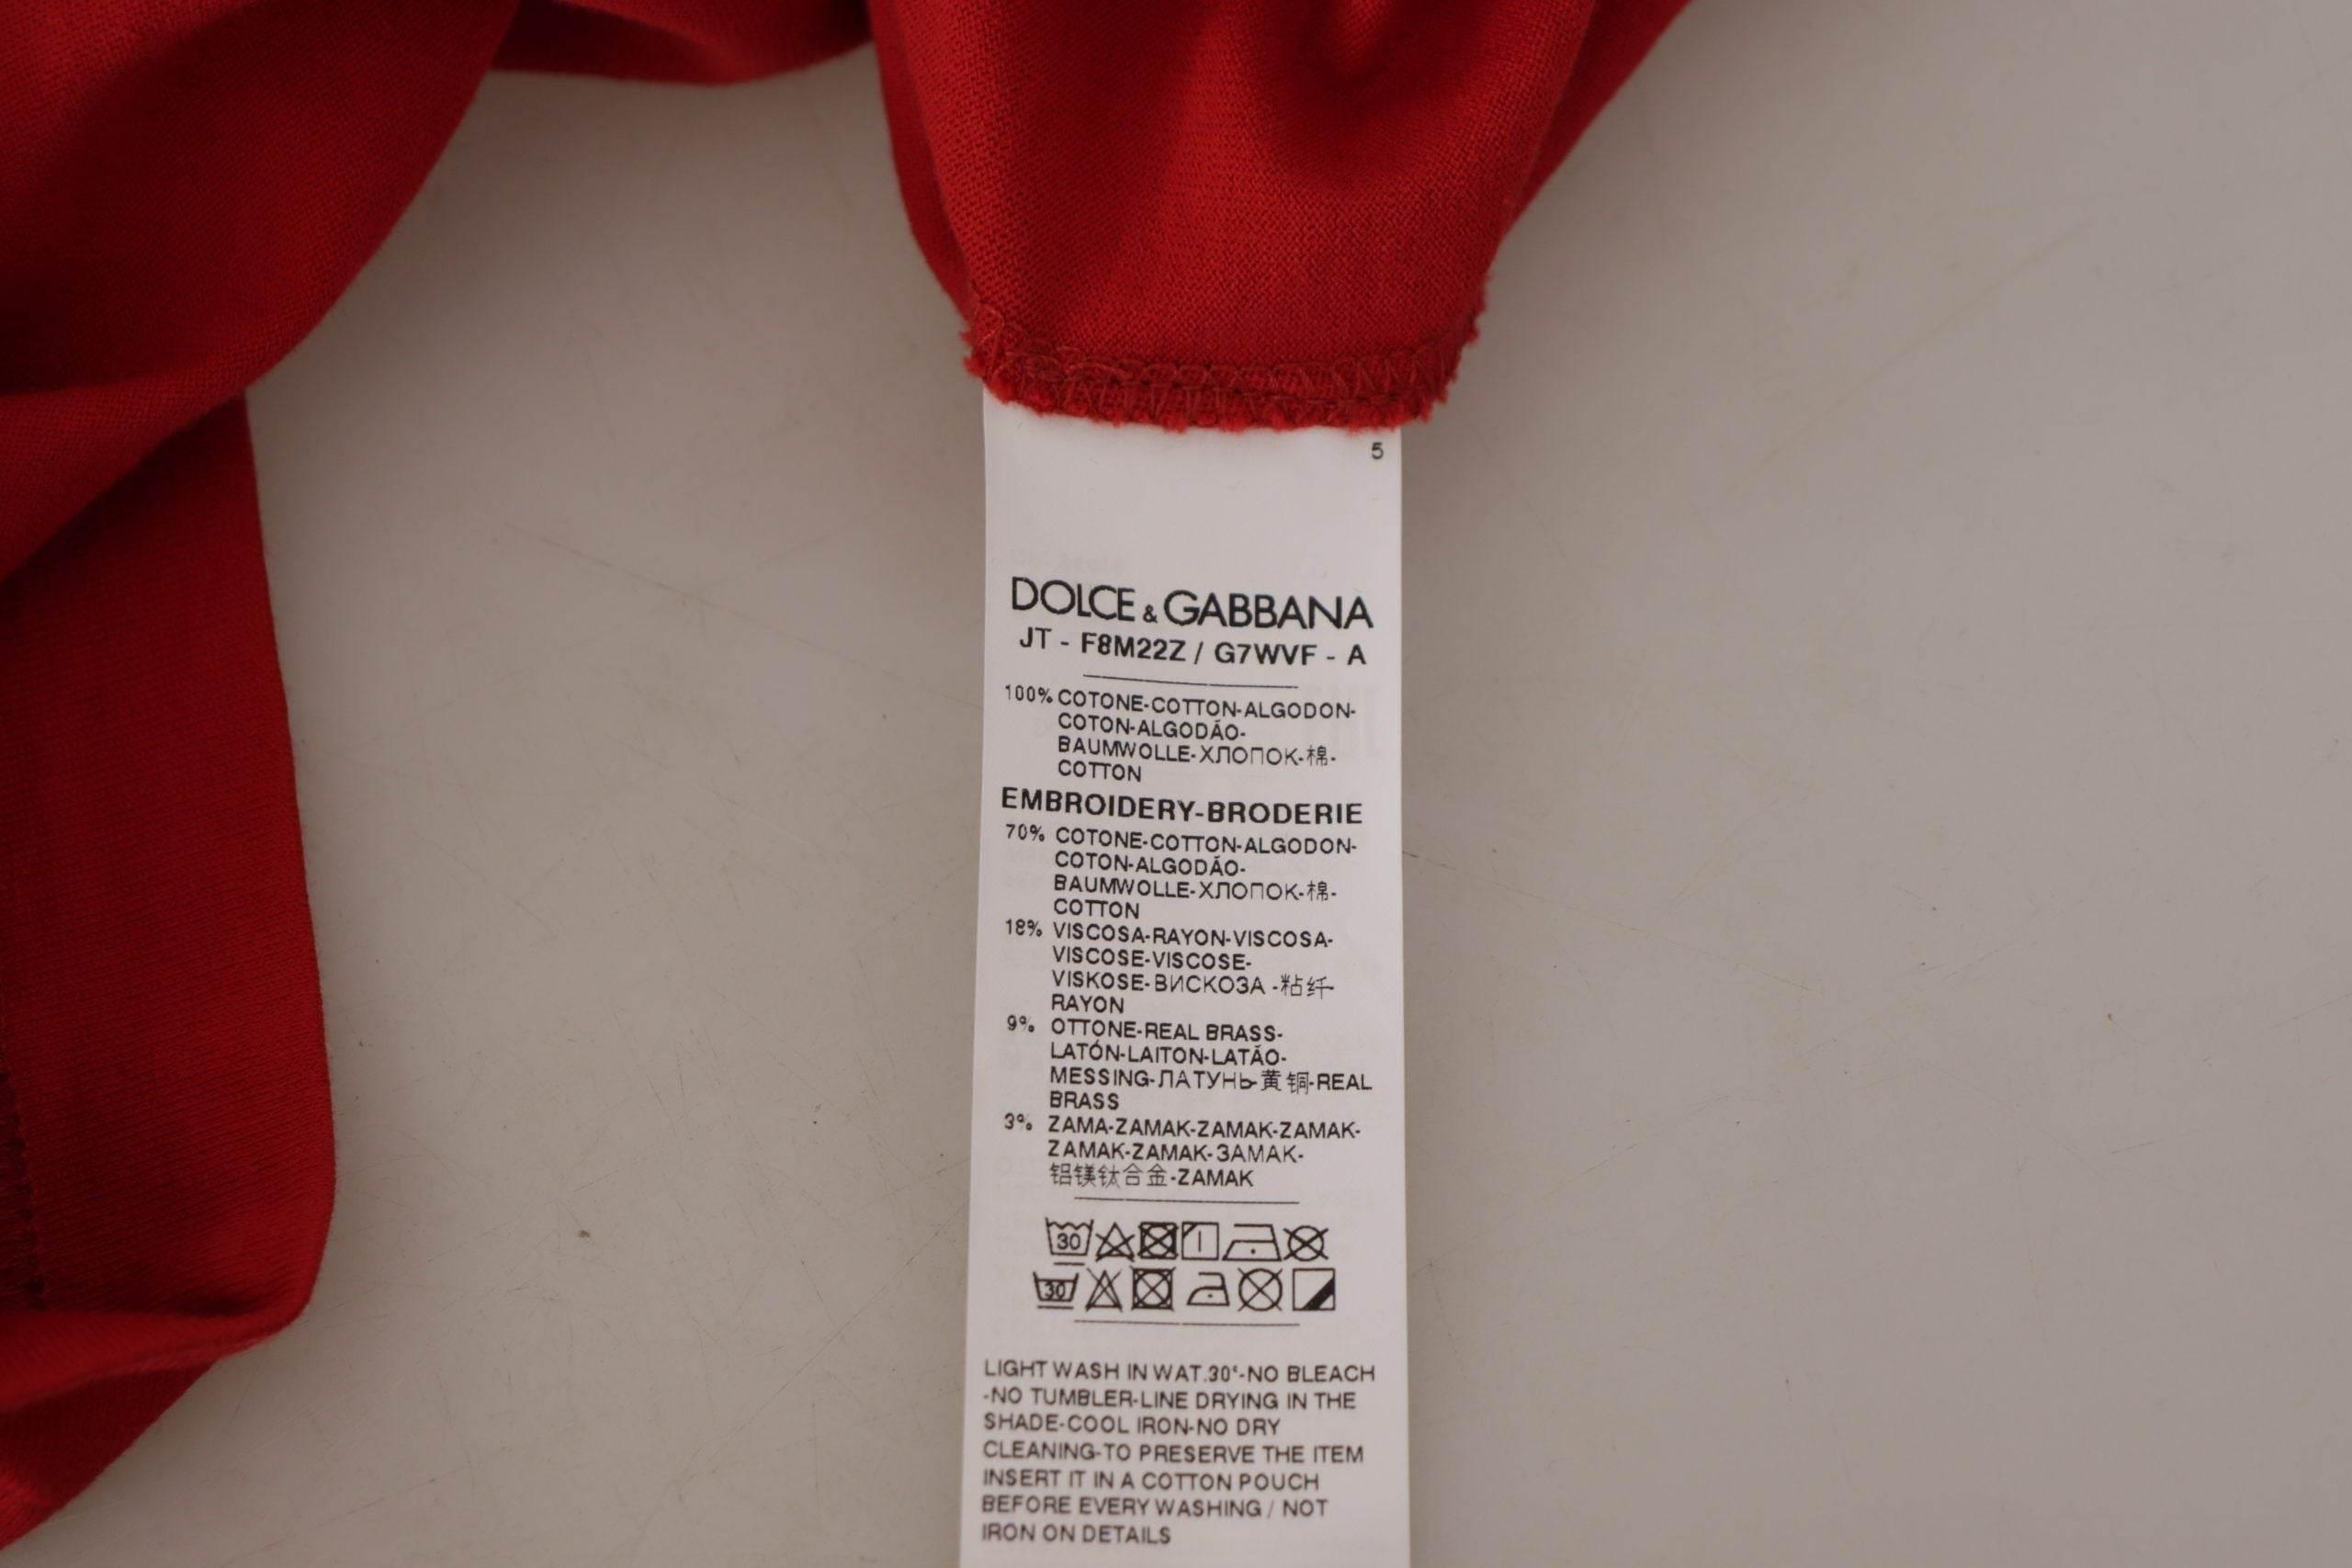 5
DOLCE & GABBANA
JT - F8M22Z / G7WVF - A
100% COTONE-COTTON-ALGODON-
COTON-ALGODÃO-
BAUMWOLLE-ХЛОПОК-棉-
COTTON
EMBROIDERY-BRODERIE
70% COTONE-COTTON-ALGODON-
COTON-ALGODÃO-
BAUMWOLLE-ХЛОПОК-棉-
COTTON
18% VISCOSA-RAYON-VISCOSA-
VISCOSE-VISCOSE-
VISKOSE-ВИСКОЗА -粘纤-
RAYON
9% OTTONE-REAL BRASS-
LATÓN-LAITON-LATÃO-
MESSING-ЛАТУНЬ-黄铜-REAL
BRASS
3% ZAMA-ZAMAK-ZAMAK-ZAMAK-
ZAMAK-ZAMAK-ЗАМАК-
铝镁钛合金-ZAMAK
30
30
LIGHT WASH IN WAT.30°-NO BLEACH
-NO TUMBLER-LINE DRYING IN THE
SHADE-COOL IRON-NO DRY
CLEANING-TO PRESERVE THE ITEM
INSERT IT IN A COTTON POUCH
BEFORE EVERY WASHING / NOT
IRON ON DETAILS